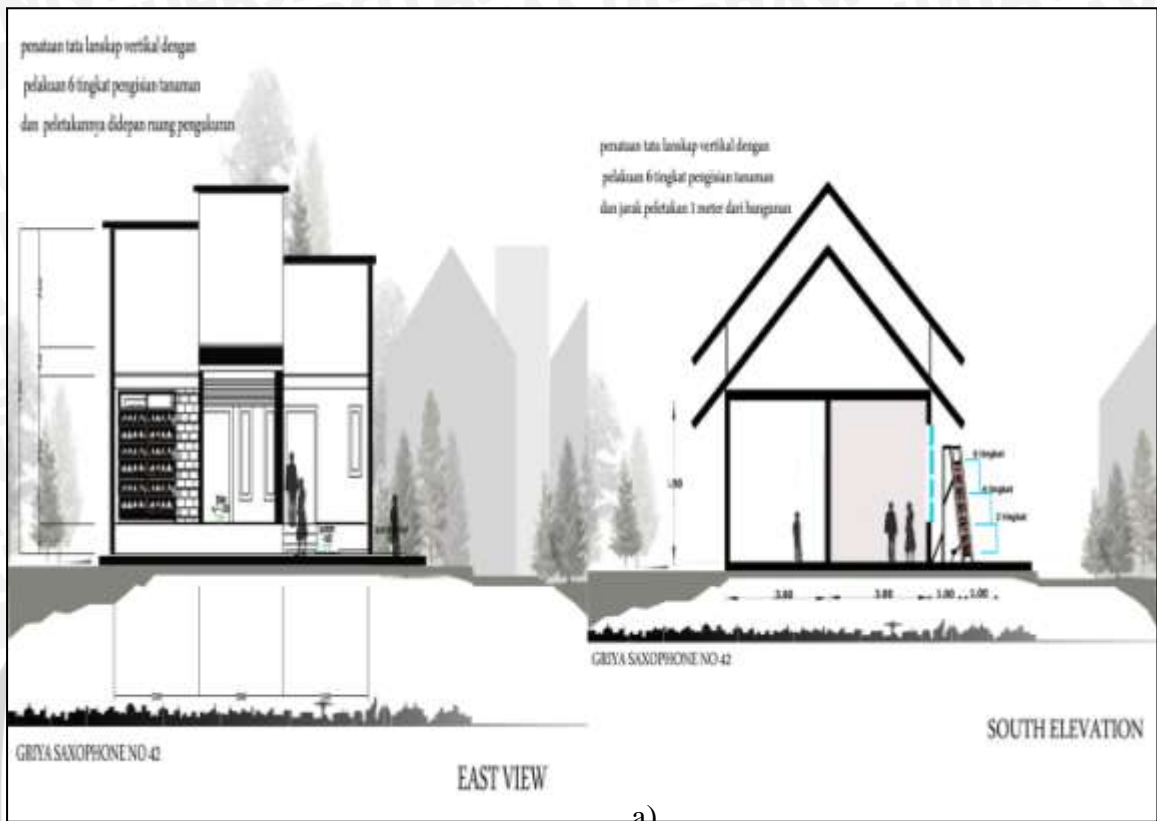 penataan tata lanskap vertikal dengan
pelakuan 6 tingkat pengisian tanaman
dan peletakannya didepan ruang pengukuran
GRIYA SAXOPHONE NO 42
EAST VIEW
penataan tata lanskap vertikal dengan
pelakuan 6 tingkat pengisian tanaman
dan jarak peletakan 1 meter dari bangunan
6 tingkat
4 tingkat
2 tingkat
3.00 3.00 1.00 1.00
GRIYA SAXOPHONE NO 42
SOUTH ELEVATION
a)